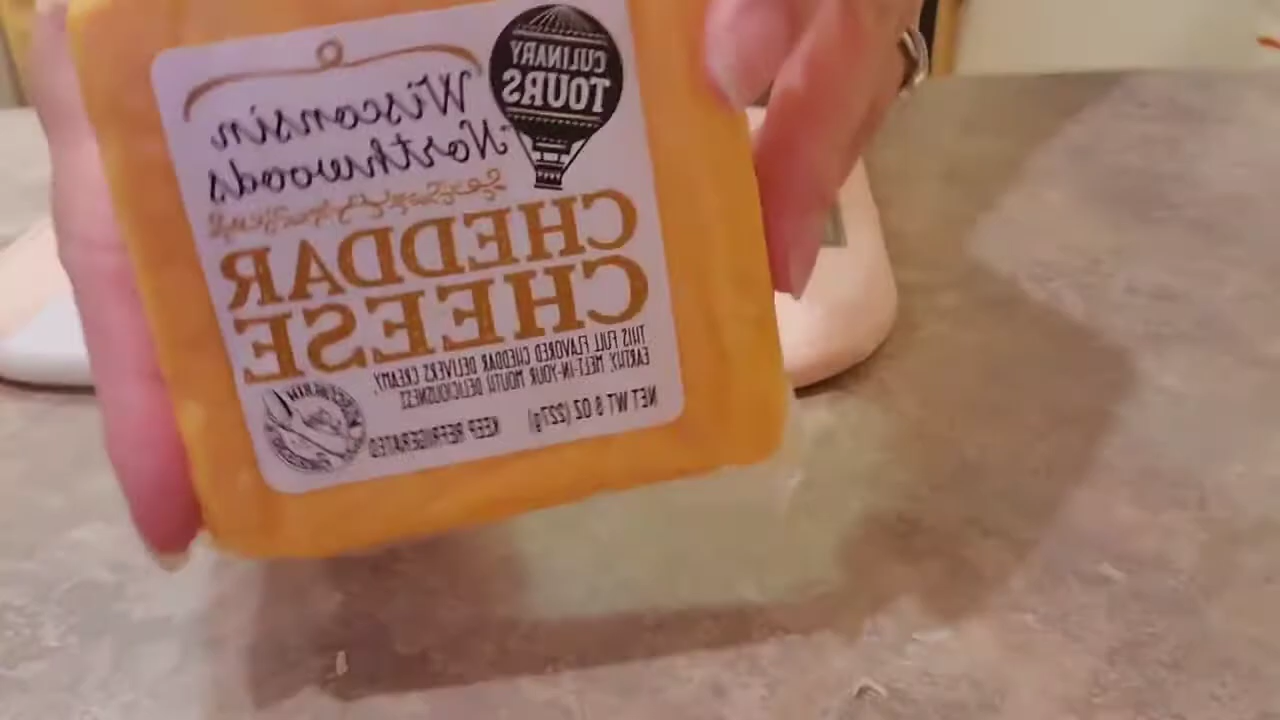 CULINARY
TOURS
Wisconsin
Northwoods
CHEDDAR
CHEESE
THIS FULL FLAVORED CHEDDAR DELIVERS CREAMY,
EARTHY, MELT-IN-YOUR MOUTH DELICIOUSNESS
NET WT 8 OZ (227g)
KEEP REFRIGERATED